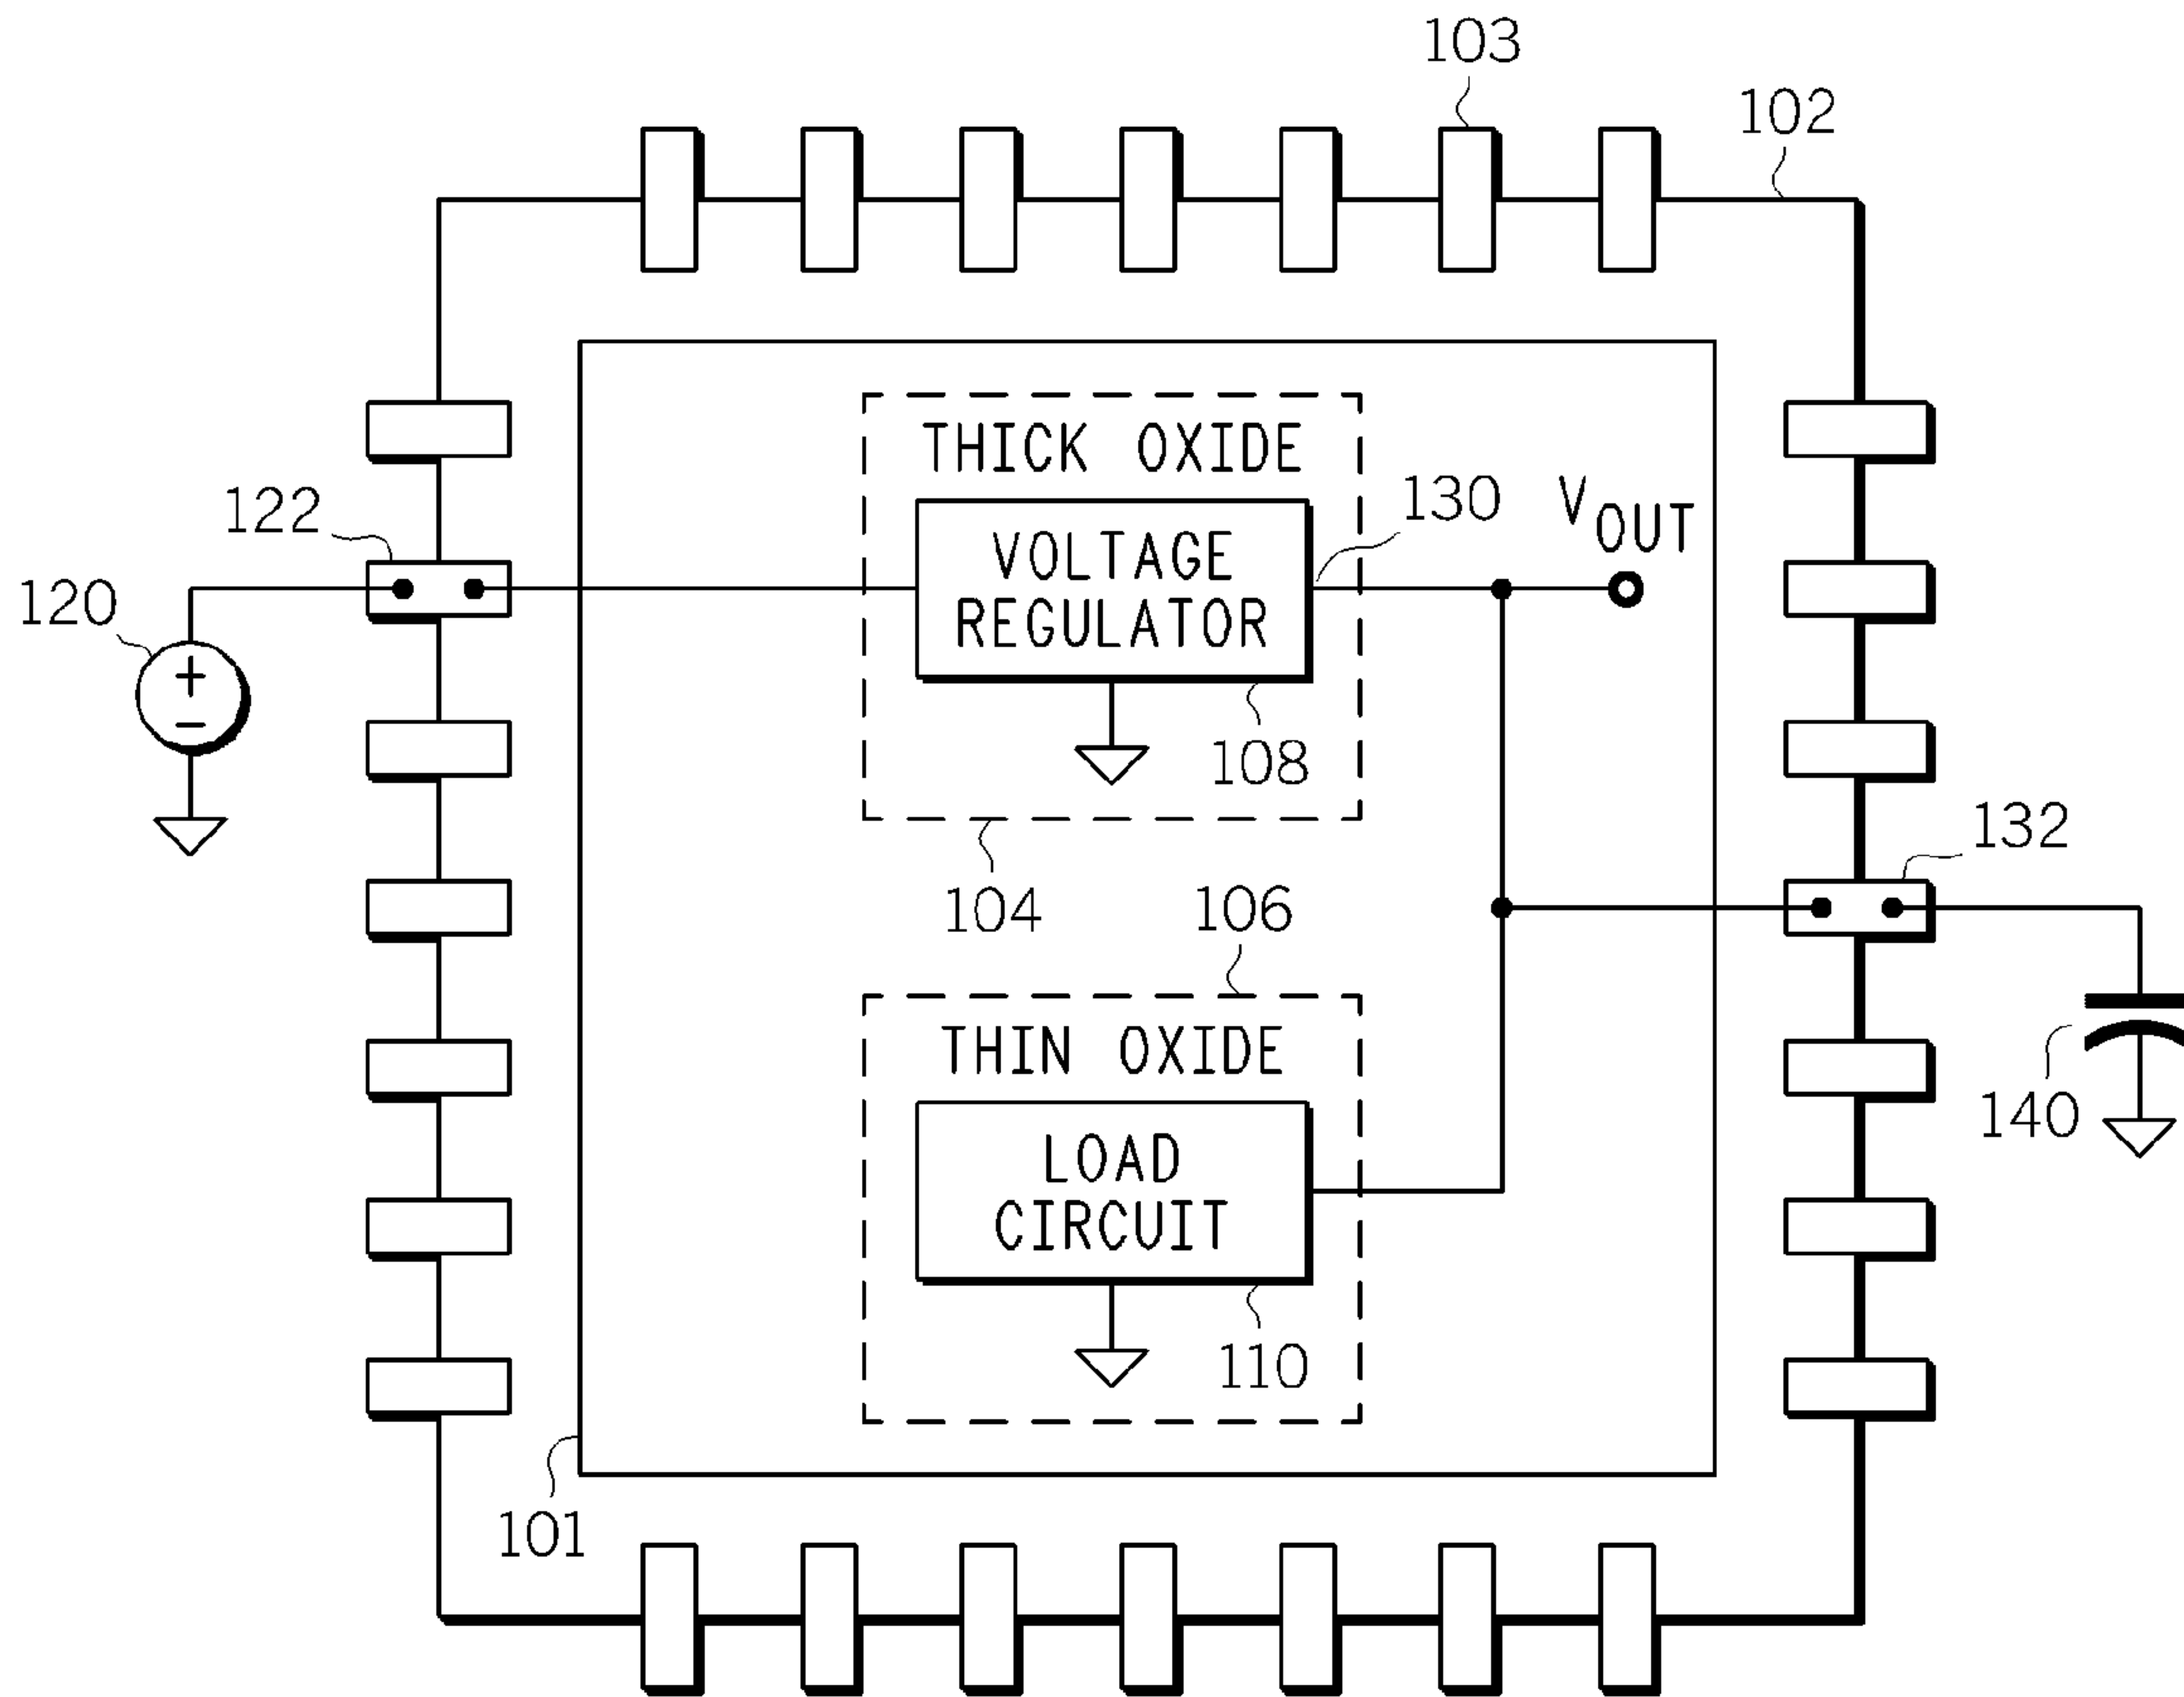 103
102
THICK OXIDE
130
VOUT
122
VOLTAGE
REGULATOR
120
+
−
108
132
104
106
THIN OXIDE
140
LOAD
CIRCUIT
110
101